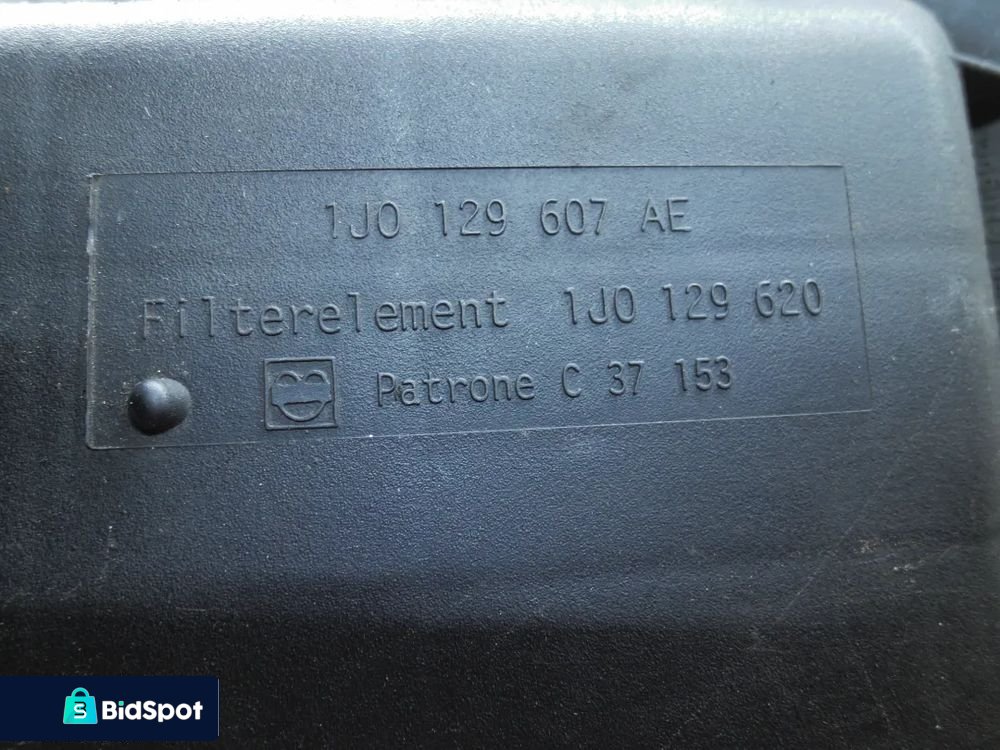 1J0 129 607 AE
Filterelement 1J0 129 620
Patrone C 37 153
BidSpot